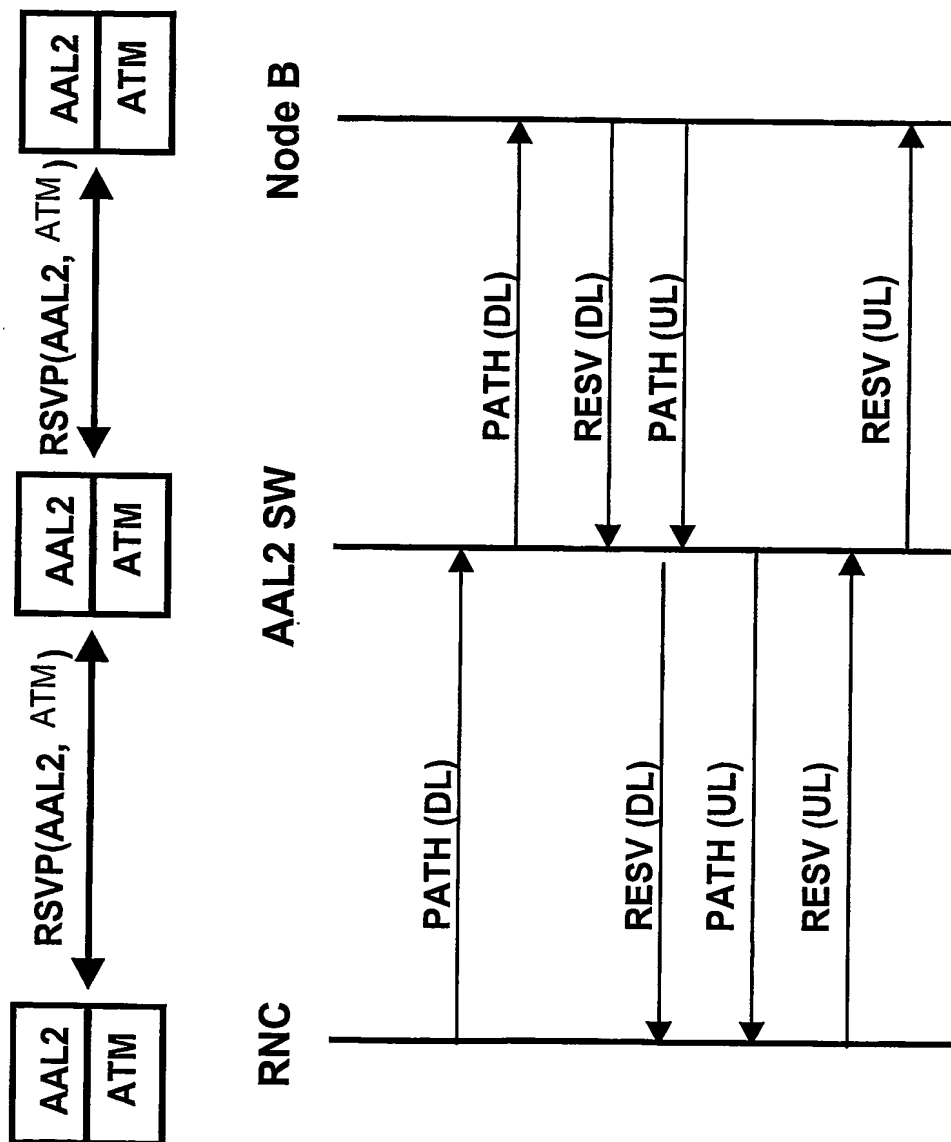 AAL2
ATM
RSVP(AAL2, ATM)
AAL2
ATM
RSVP(AAL2, ATM)
AAL2
ATM
RNC
AAL2 SW
Node B
PATH (DL)
PATH (DL)
RESV (DL)
RESV (DL)
PATH (UL)
PATH (UL)
RESV (UL)
RESV (UL)